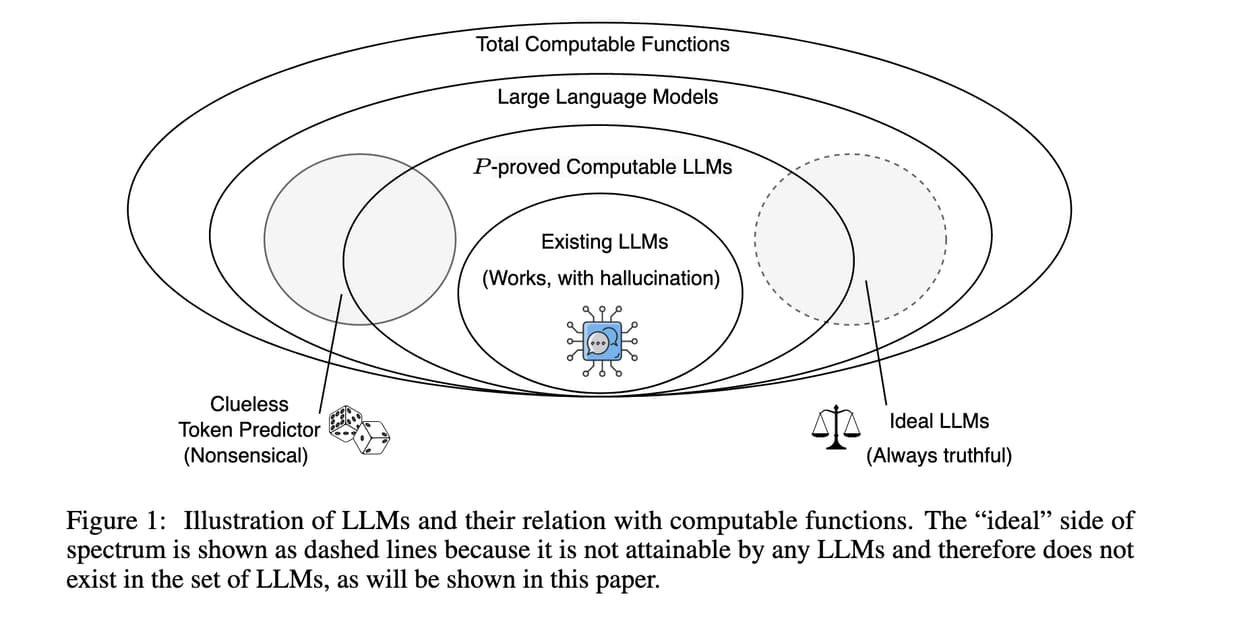 Total Computable Functions
Large Language Models
P-proved Computable LLMs
Existing LLMs
(Works, with hallucination)
Clueless
Token Predictor
(Nonsensical)
Ideal LLMs
(Always truthful)
Figure 1: Illustration of LLMs and their relation with computable functions. The “ideal” side of
spectrum is shown as dashed lines because it is not attainable by any LLMs and therefore does not
exist in the set of LLMs, as will be shown in this paper.